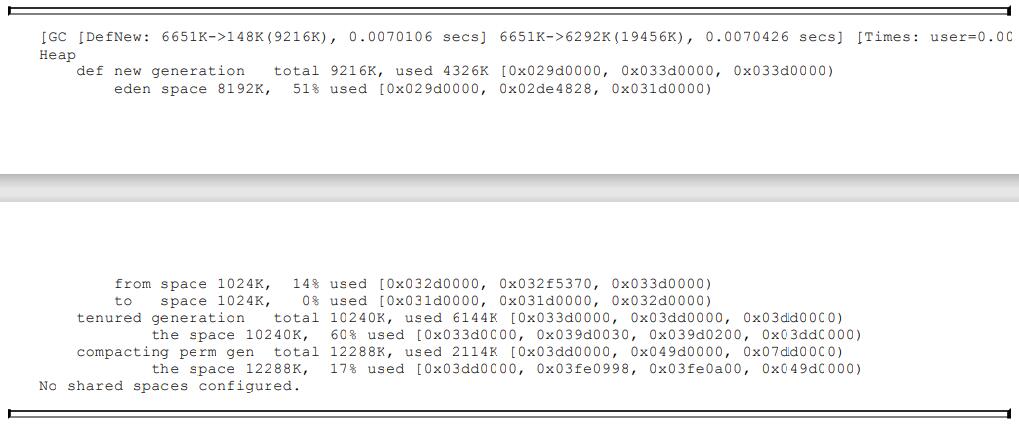 [GC [DefNew: 6651K->148K(9216K), 0.0070106 secs] 6651K->6292K(19456K), 0.0070426 secs] [Times: user=0.00
Heap
def new generation total 9216K, used 4326K [0x029d0000, 0x033d0000, 0x033d0000)
eden space 8192K, 51% used [0x029d0000, 0x02de4828, 0x031d0000)
from space 1024K, 14% used [0x032d0000, 0x032f5370, 0x033d0000)
to space 1024K, 0% used [0x031d0000, 0x031d0000, 0x032d0000)
tenured generation total 10240K, used 6144K [0x033d0000, 0x03dd0000, 0x03dd0000)
the space 10240K, 60% used [0x033d0000, 0x039d0030, 0x039d0200, 0x03dd0000)
compacting perm gen total 12288K, used 2114K [0x03dd0000, 0x049d0000, 0x07dd0000)
the space 12288K, 17% used [0x03dd0000, 0x03fe0998, 0x03fe0a00, 0x049d0000)
No shared spaces configured.